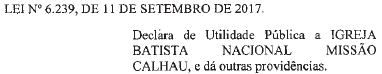 LEI Nº 6.239, DE 11 DE SETEMBRO DE 2017.
Declara de Utilidade Pública a IGREJA
BATISTA NACIONAL MISSÃO
CALHAU, e dá outras providências.